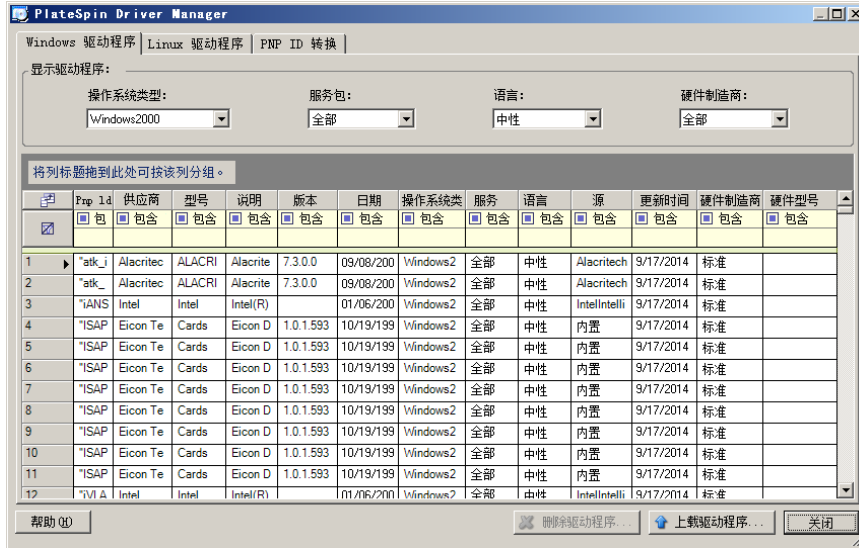 PlateSpin Driver Manager
Windows 驱动程序 Linux 驱动程序 PNP ID 转换
显示驱动程序:
操作系统类型: 服务包: 语言: 硬件制造商:
Windows2000 全部 中性 全部
将列标题拖到此处可按该列分组。
Pnp Id 供应商 型号 说明 版本 日期 操作系统类 服务 语言 源 更新时间 硬件制造商 硬件型号
包 包含 包含 包含 包含 包含 包含 包含 包含 包含 包含 包含 包含
1 "atk_i Alacritec ALACRI Alacrite 7.3.0.0 09/08/200 Windows2 全部 中性 Alacritech 9/17/2014 标准
2 "atk_ Alacritec ALACRI Alacrite 7.3.0.0 09/08/200 Windows2 全部 中性 Alacritech 9/17/2014 标准
3 "iANS Intel Intel Intel(R) 01/06/200 Windows2 全部 中性 IntelIntelli 9/17/2014 标准
4 "ISAP Eicon Te Cards Eicon D 1.0.1.593 10/19/199 Windows2 全部 中性 内置 9/17/2014 标准
5 "ISAP Eicon Te Cards Eicon D 1.0.1.593 10/19/199 Windows2 全部 中性 内置 9/17/2014 标准
6 "ISAP Eicon Te Cards Eicon D 1.0.1.593 10/19/199 Windows2 全部 中性 内置 9/17/2014 标准
7 "ISAP Eicon Te Cards Eicon D 1.0.1.593 10/19/199 Windows2 全部 中性 内置 9/17/2014 标准
8 "ISAP Eicon Te Cards Eicon D 1.0.1.593 10/19/199 Windows2 全部 中性 内置 9/17/2014 标准
9 "ISAP Eicon Te Cards Eicon D 1.0.1.593 10/19/199 Windows2 全部 中性 内置 9/17/2014 标准
10 "ISAP Eicon Te Cards Eicon D 1.0.1.593 10/19/199 Windows2 全部 中性 内置 9/17/2014 标准
11 "ISAP Eicon Te Cards Eicon D 1.0.1.593 10/19/199 Windows2 全部 中性 内置 9/17/2014 标准
12 "iVLA Intel Intel Intel(R) 01/06/200 Windows2 全部 中性 IntelIntelli 9/17/2014 标准
帮助(H) 删除驱动程序... 上载驱动程序... 关闭